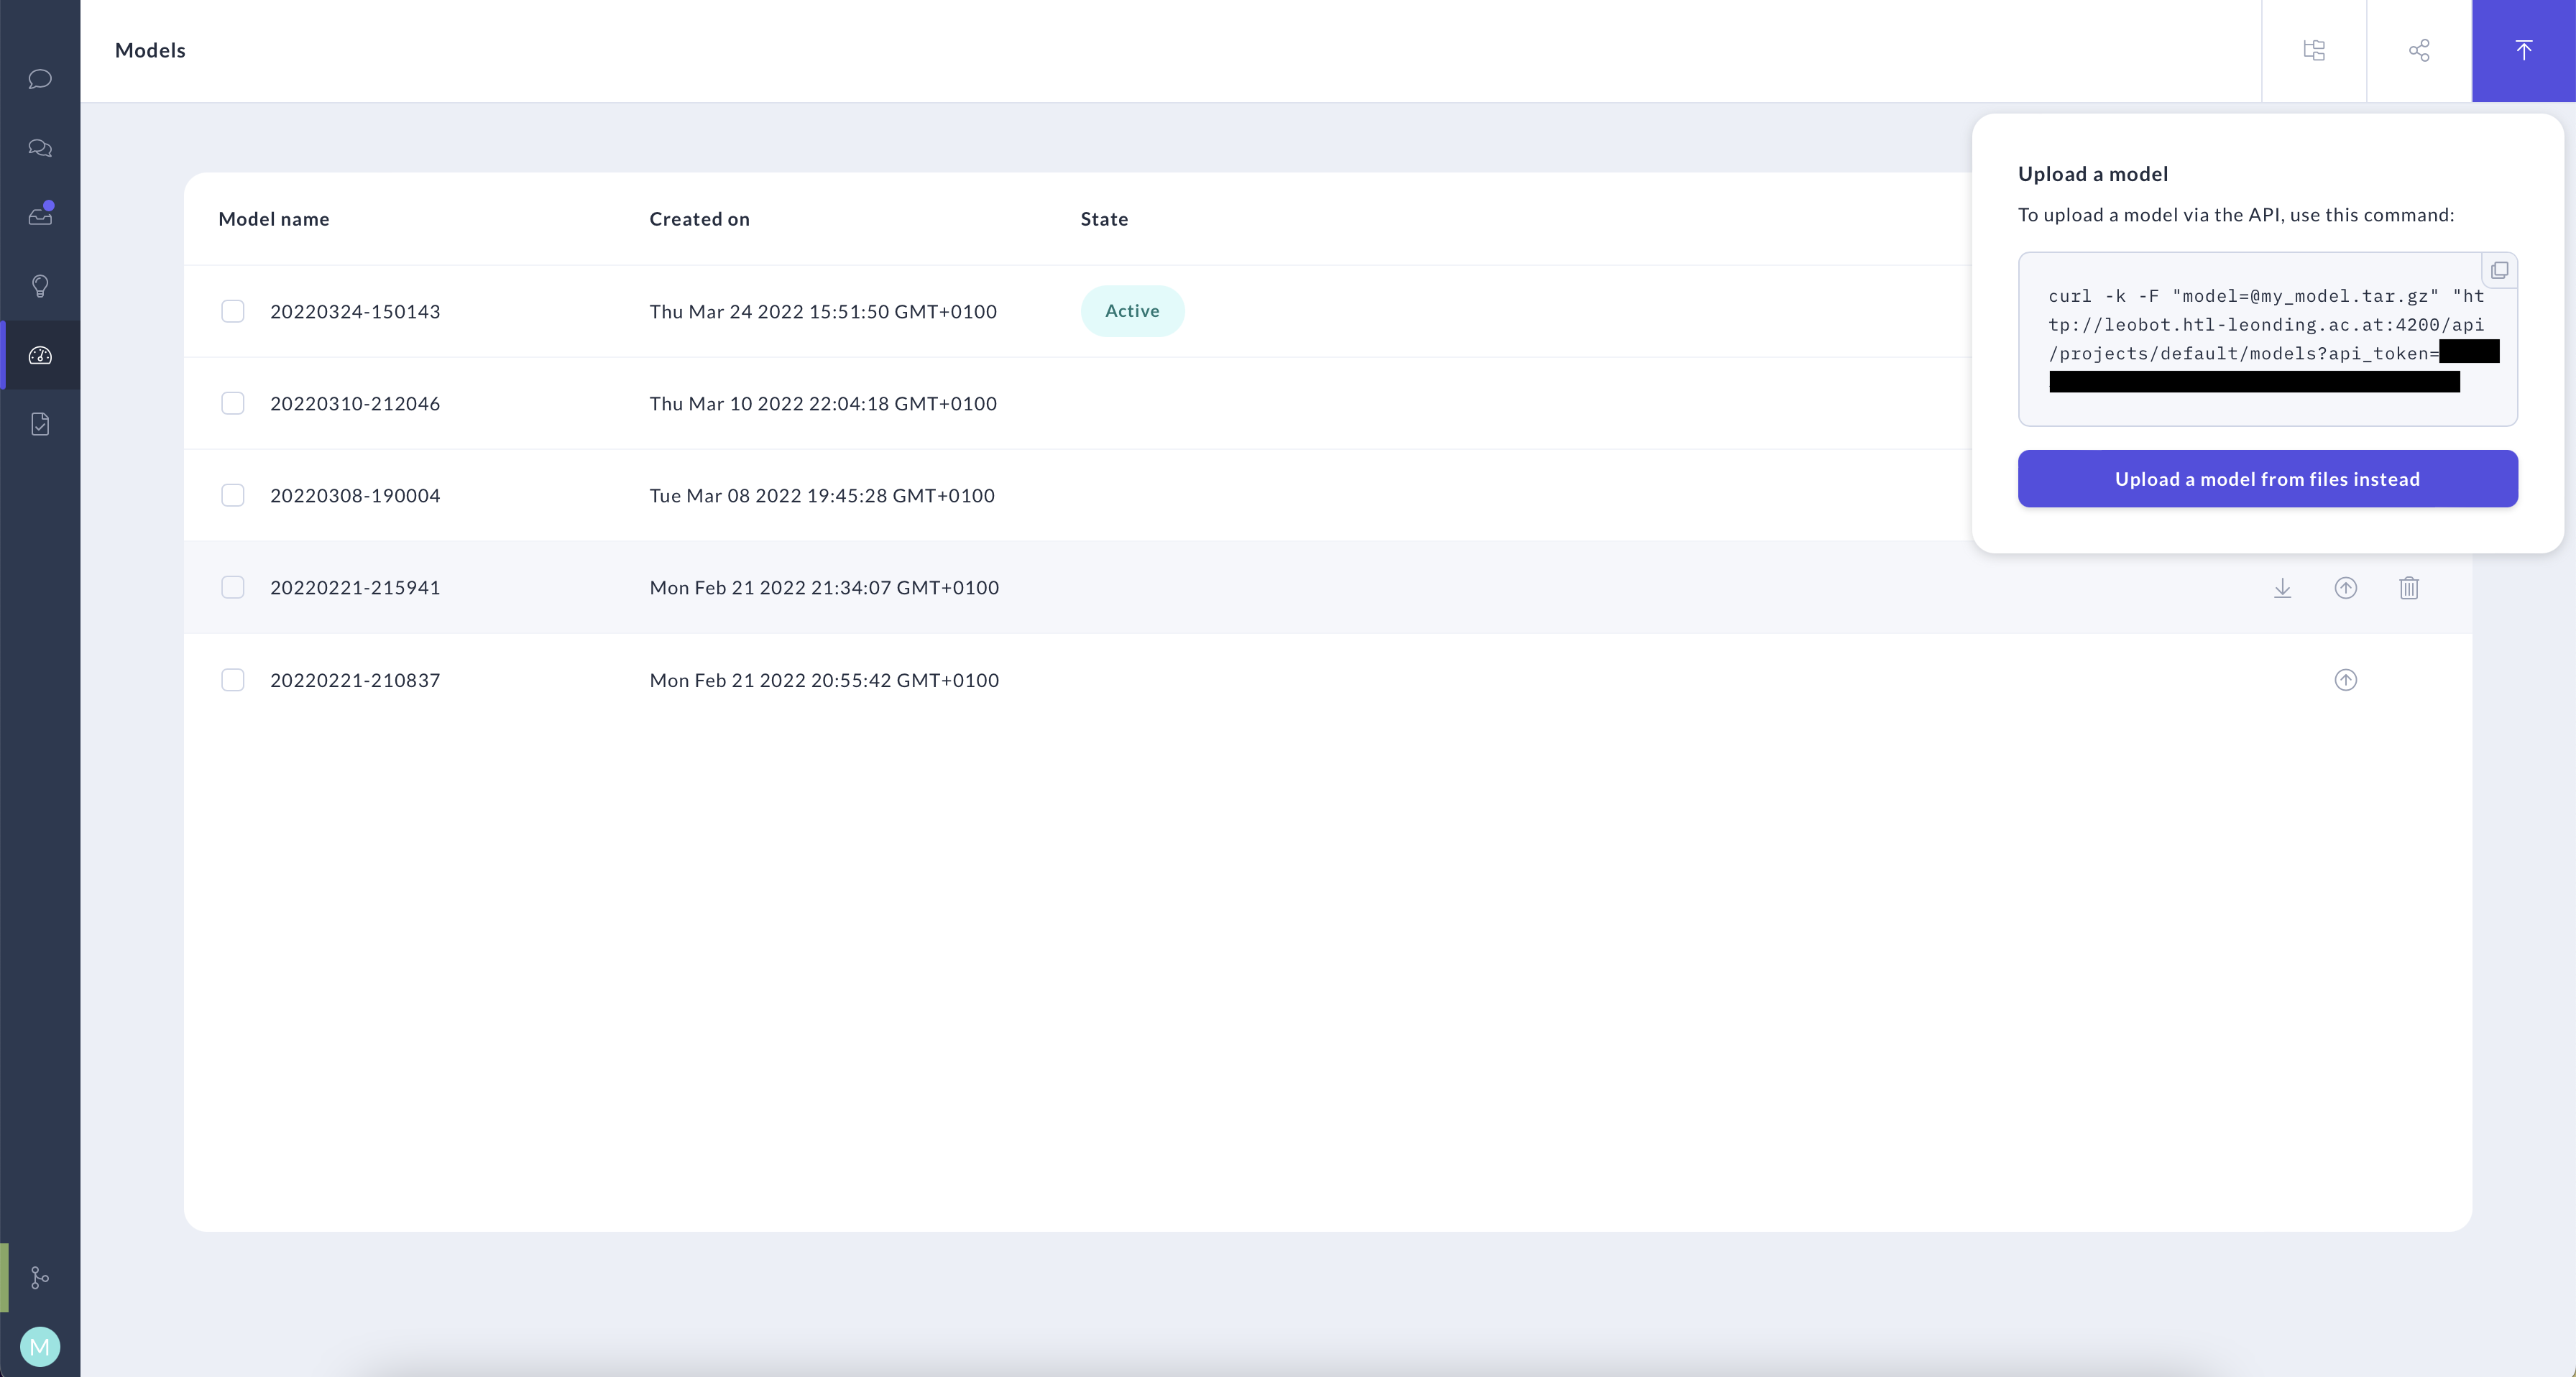 Models
Model name Created on State
20220324-150143 Thu Mar 24 2022 15:51:50 GMT+0100 Active
20220310-212046 Thu Mar 10 2022 22:04:18 GMT+0100
20220308-190004 Tue Mar 08 2022 19:45:28 GMT+0100
20220221-215941 Mon Feb 21 2022 21:34:07 GMT+0100
20220221-210837 Mon Feb 21 2022 20:55:42 GMT+0100
Upload a model
To upload a model via the API, use this command:
curl -k -F "model=@my_model.tar.gz" "ht
tp://leobot.htl-leonding.ac.at:4200/api
/projects/default/models?api_token=
Upload a model from files instead
M